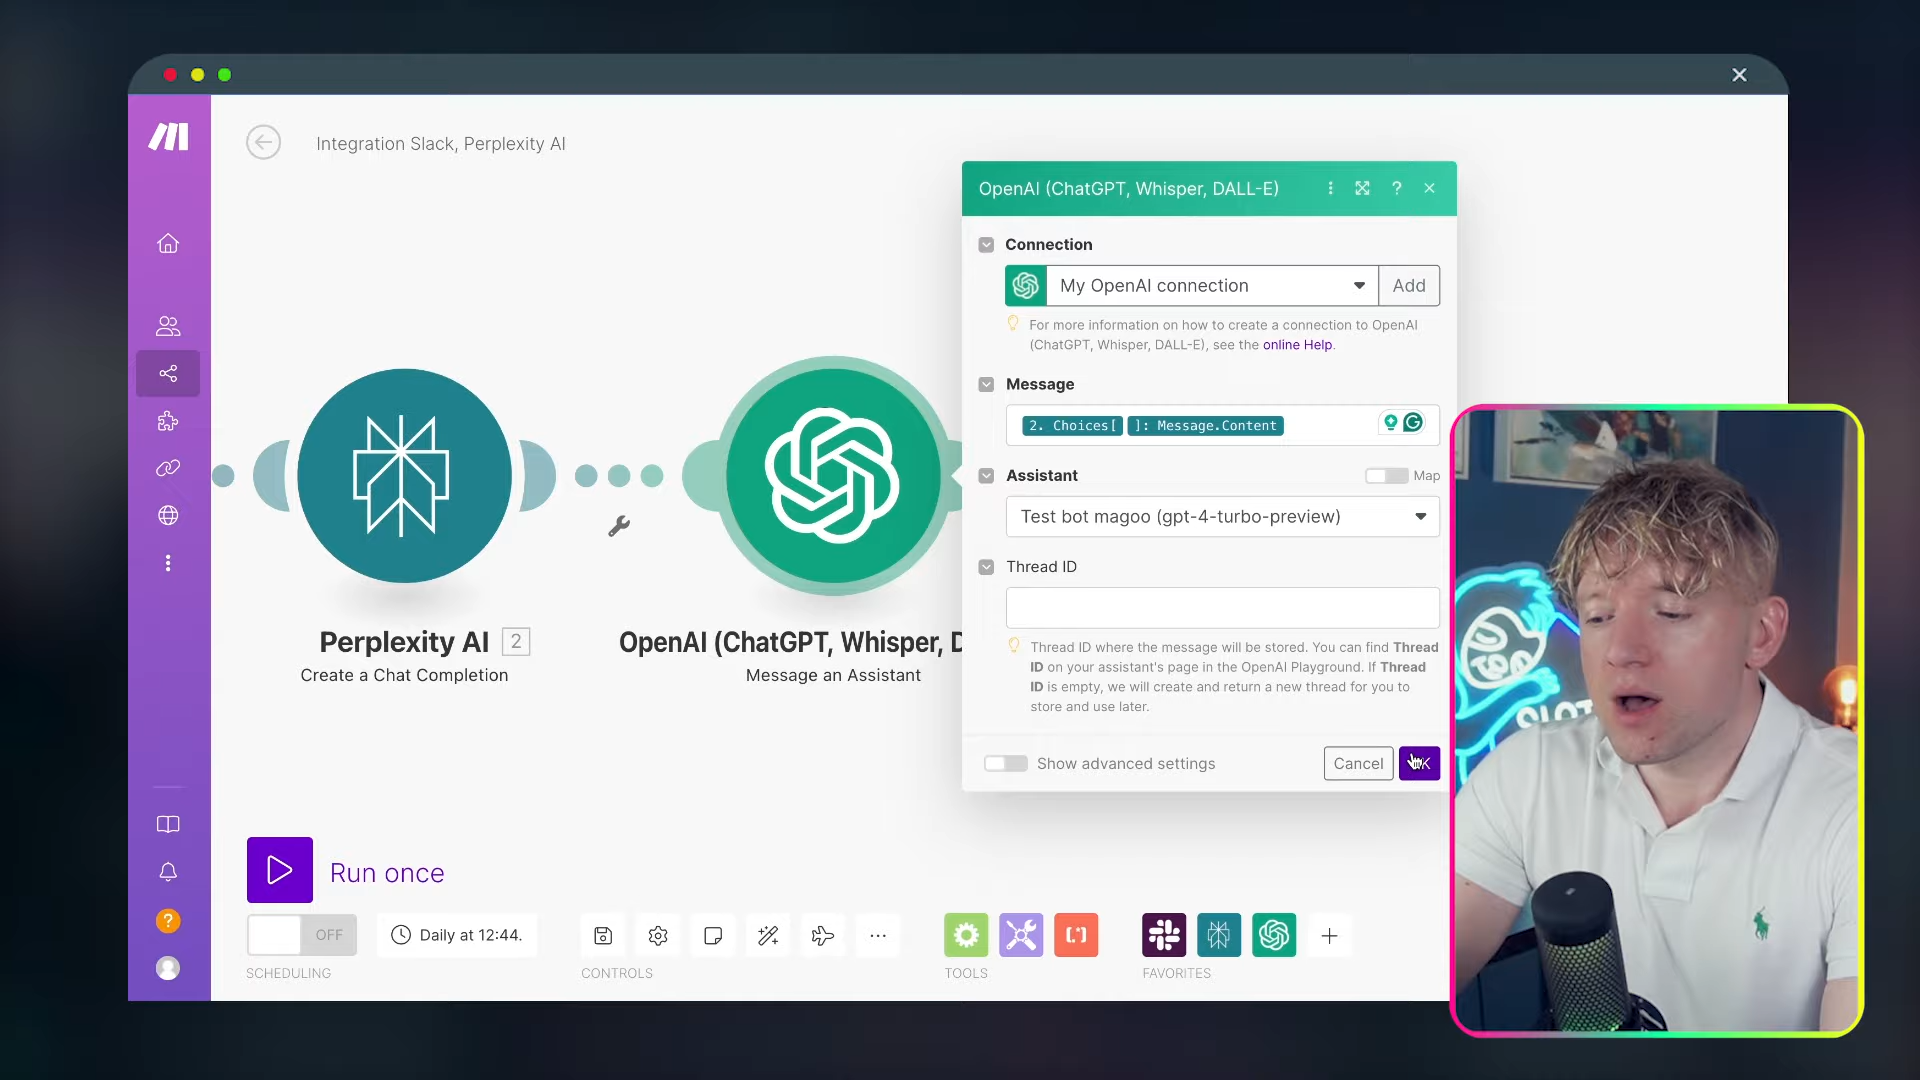 Integration Slack, Perplexity AI
OpenAI (ChatGPT, Whisper, DALL-E)
?
Connection
My OpenAI connection
Add
For more information on how to create a connection to OpenAI
(ChatGPT, Whisper, DALL-E), see the online Help.
Message
2. Choices[ ]: Message.Content
Assistant
Map
Test bot magoo (gpt-4-turbo-preview)
Thread ID
Thread ID where the message will be stored. You can find Thread
ID on your assistant's page in the OpenAI Playground. If Thread
ID is empty, we will create and return a new thread for you to
store and use later.
Show advanced settings
Cancel
Perplexity AI 2
Create a Chat Completion
OpenAI (ChatGPT, Whisper, D
Message an Assistant
Run once
OFF
Daily at 12:44.
SCHEDULING
CONTROLS
TOOLS
FAVORITES
?